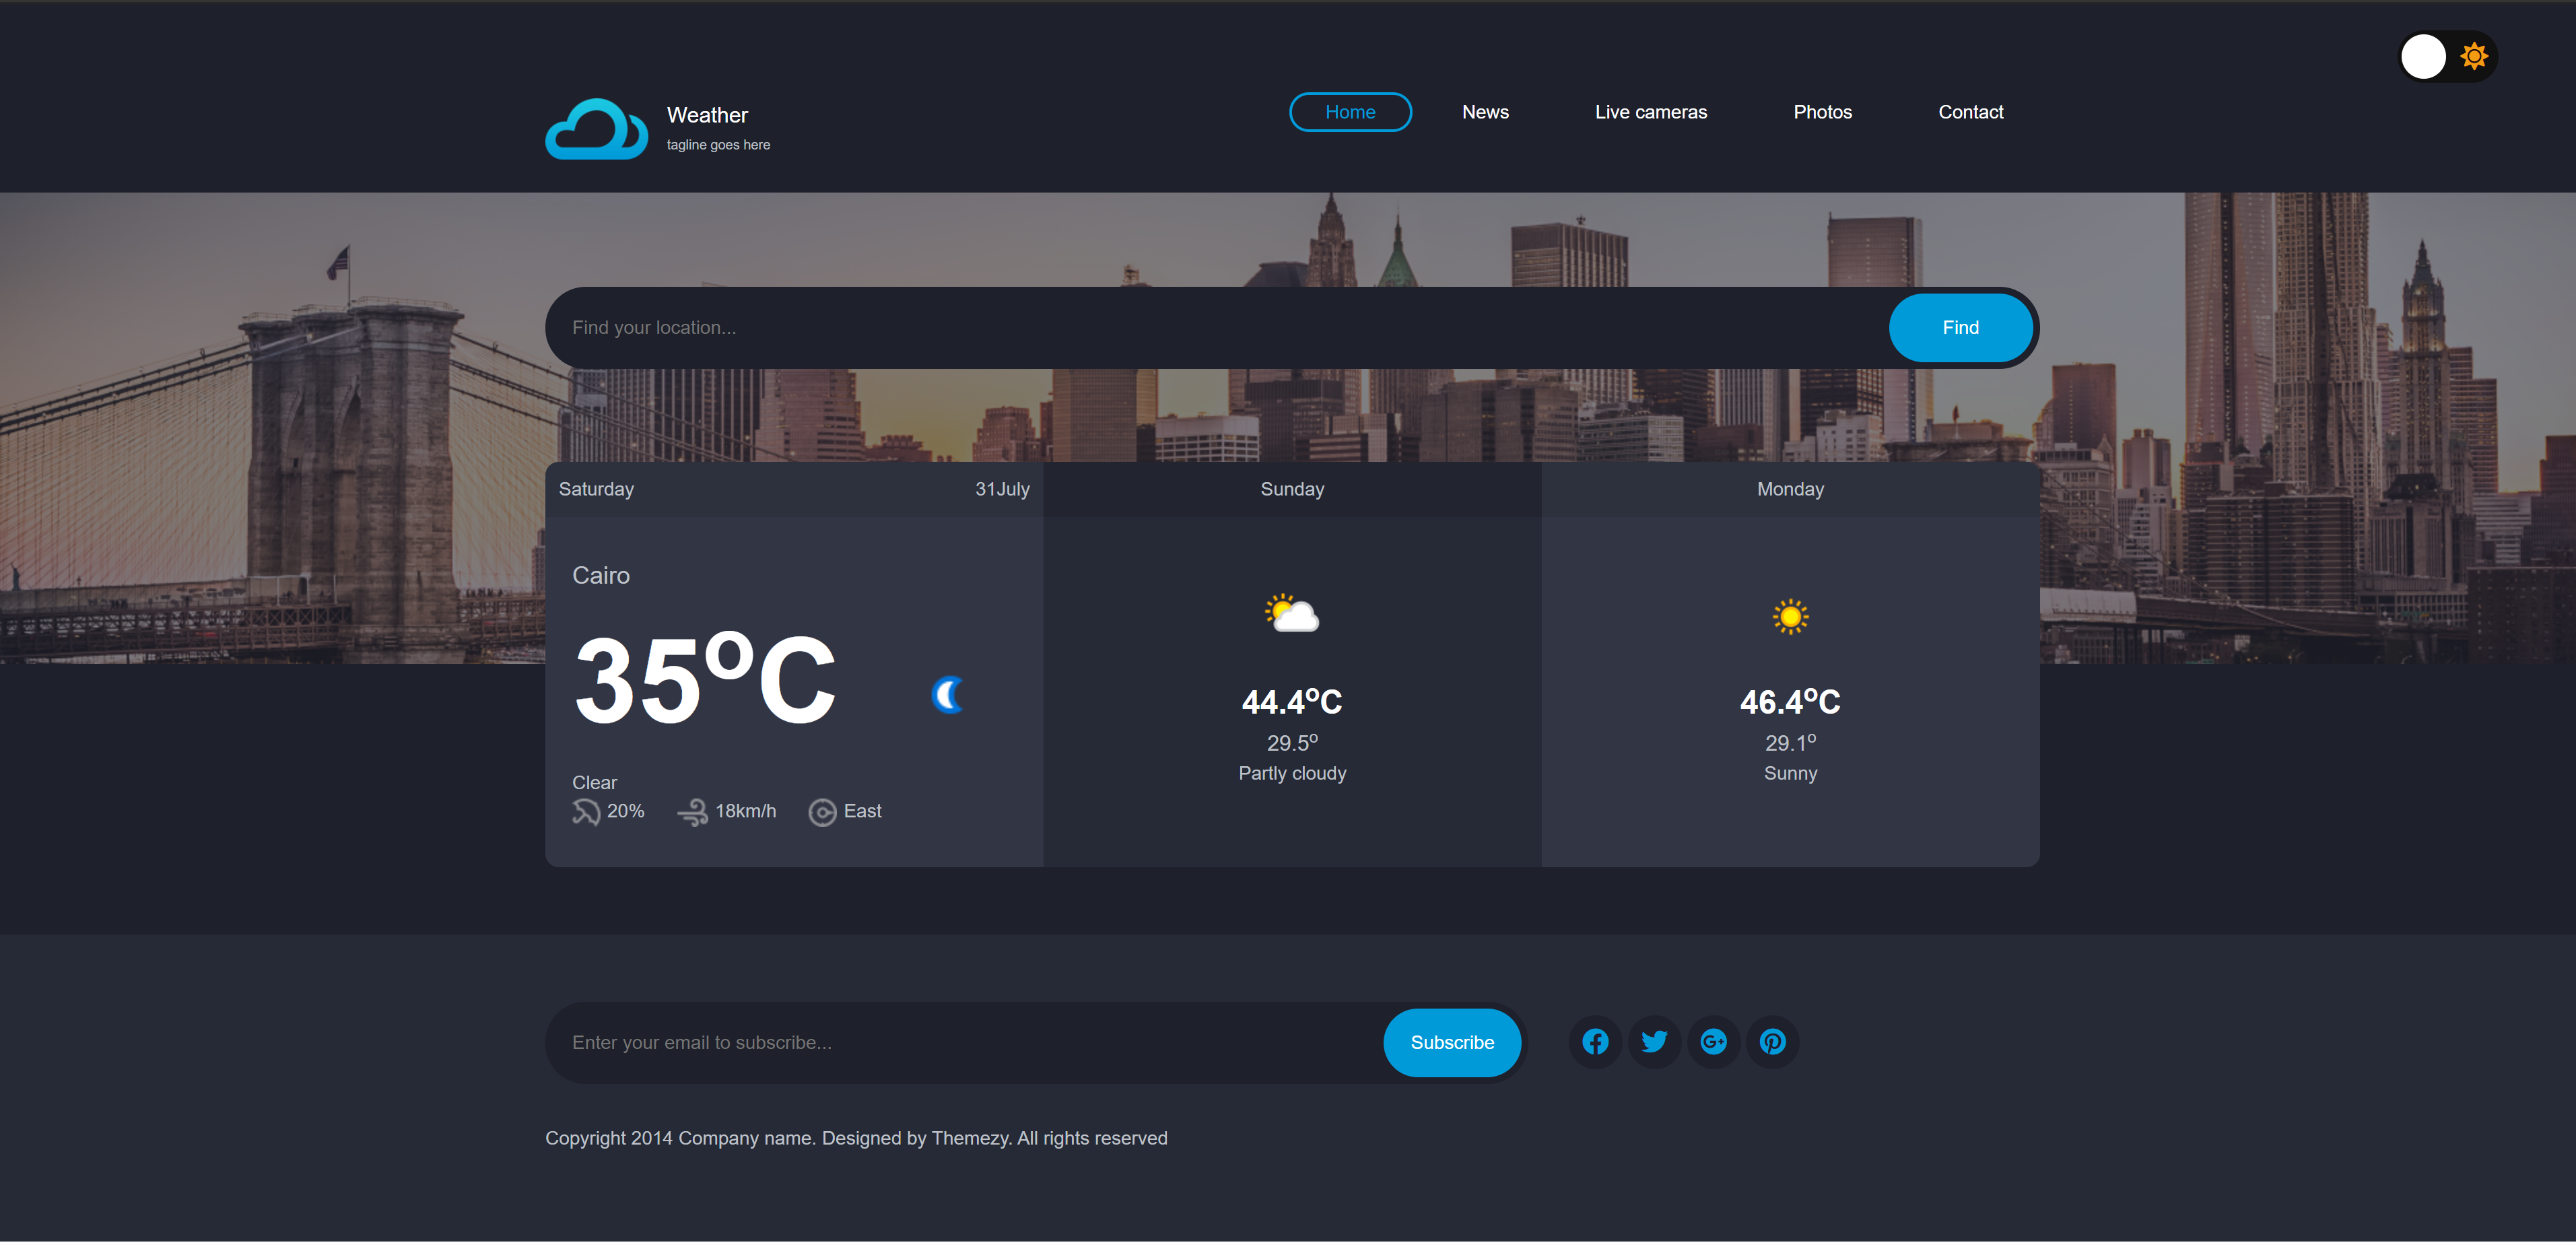 Weather
tagline goes here
Home News Live cameras Photos Contact
Find your location... Find
Saturday 31July Sunday Monday
Cairo
35°C
44.4°C
46.4°C
29.5°
29.1°
Partly cloudy
Sunny
Clear
20% 18km/h East
Enter your email to subscribe... Subscribe
Copyright 2014 Company name. Designed by Themezy. All rights reserved